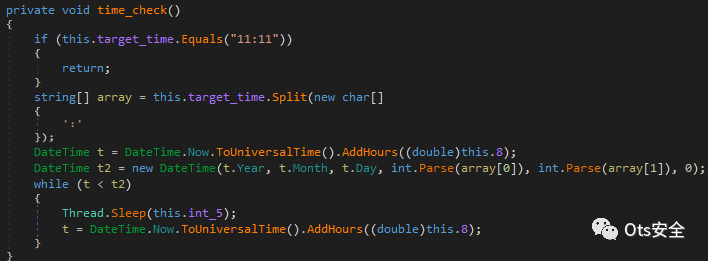 private void time_check()
{
    if (this.target_time.Equals("11:11"))
    {
        return;
    }
    string[] array = this.target_time.Split(new char[]
    {
        ':'
    });
    DateTime t = DateTime.Now.ToUniversalTime().AddHours((double)this.8);
    DateTime t2 = new DateTime(t.Year, t.Month, t.Day, int.Parse(array[0]), int.Parse(array[1]), 0);
    while (t < t2)
    {
        Thread.Sleep(this.int_5);
        t = DateTime.Now.ToUniversalTime().AddHours((double)this.8);
    }
}
Ots安全